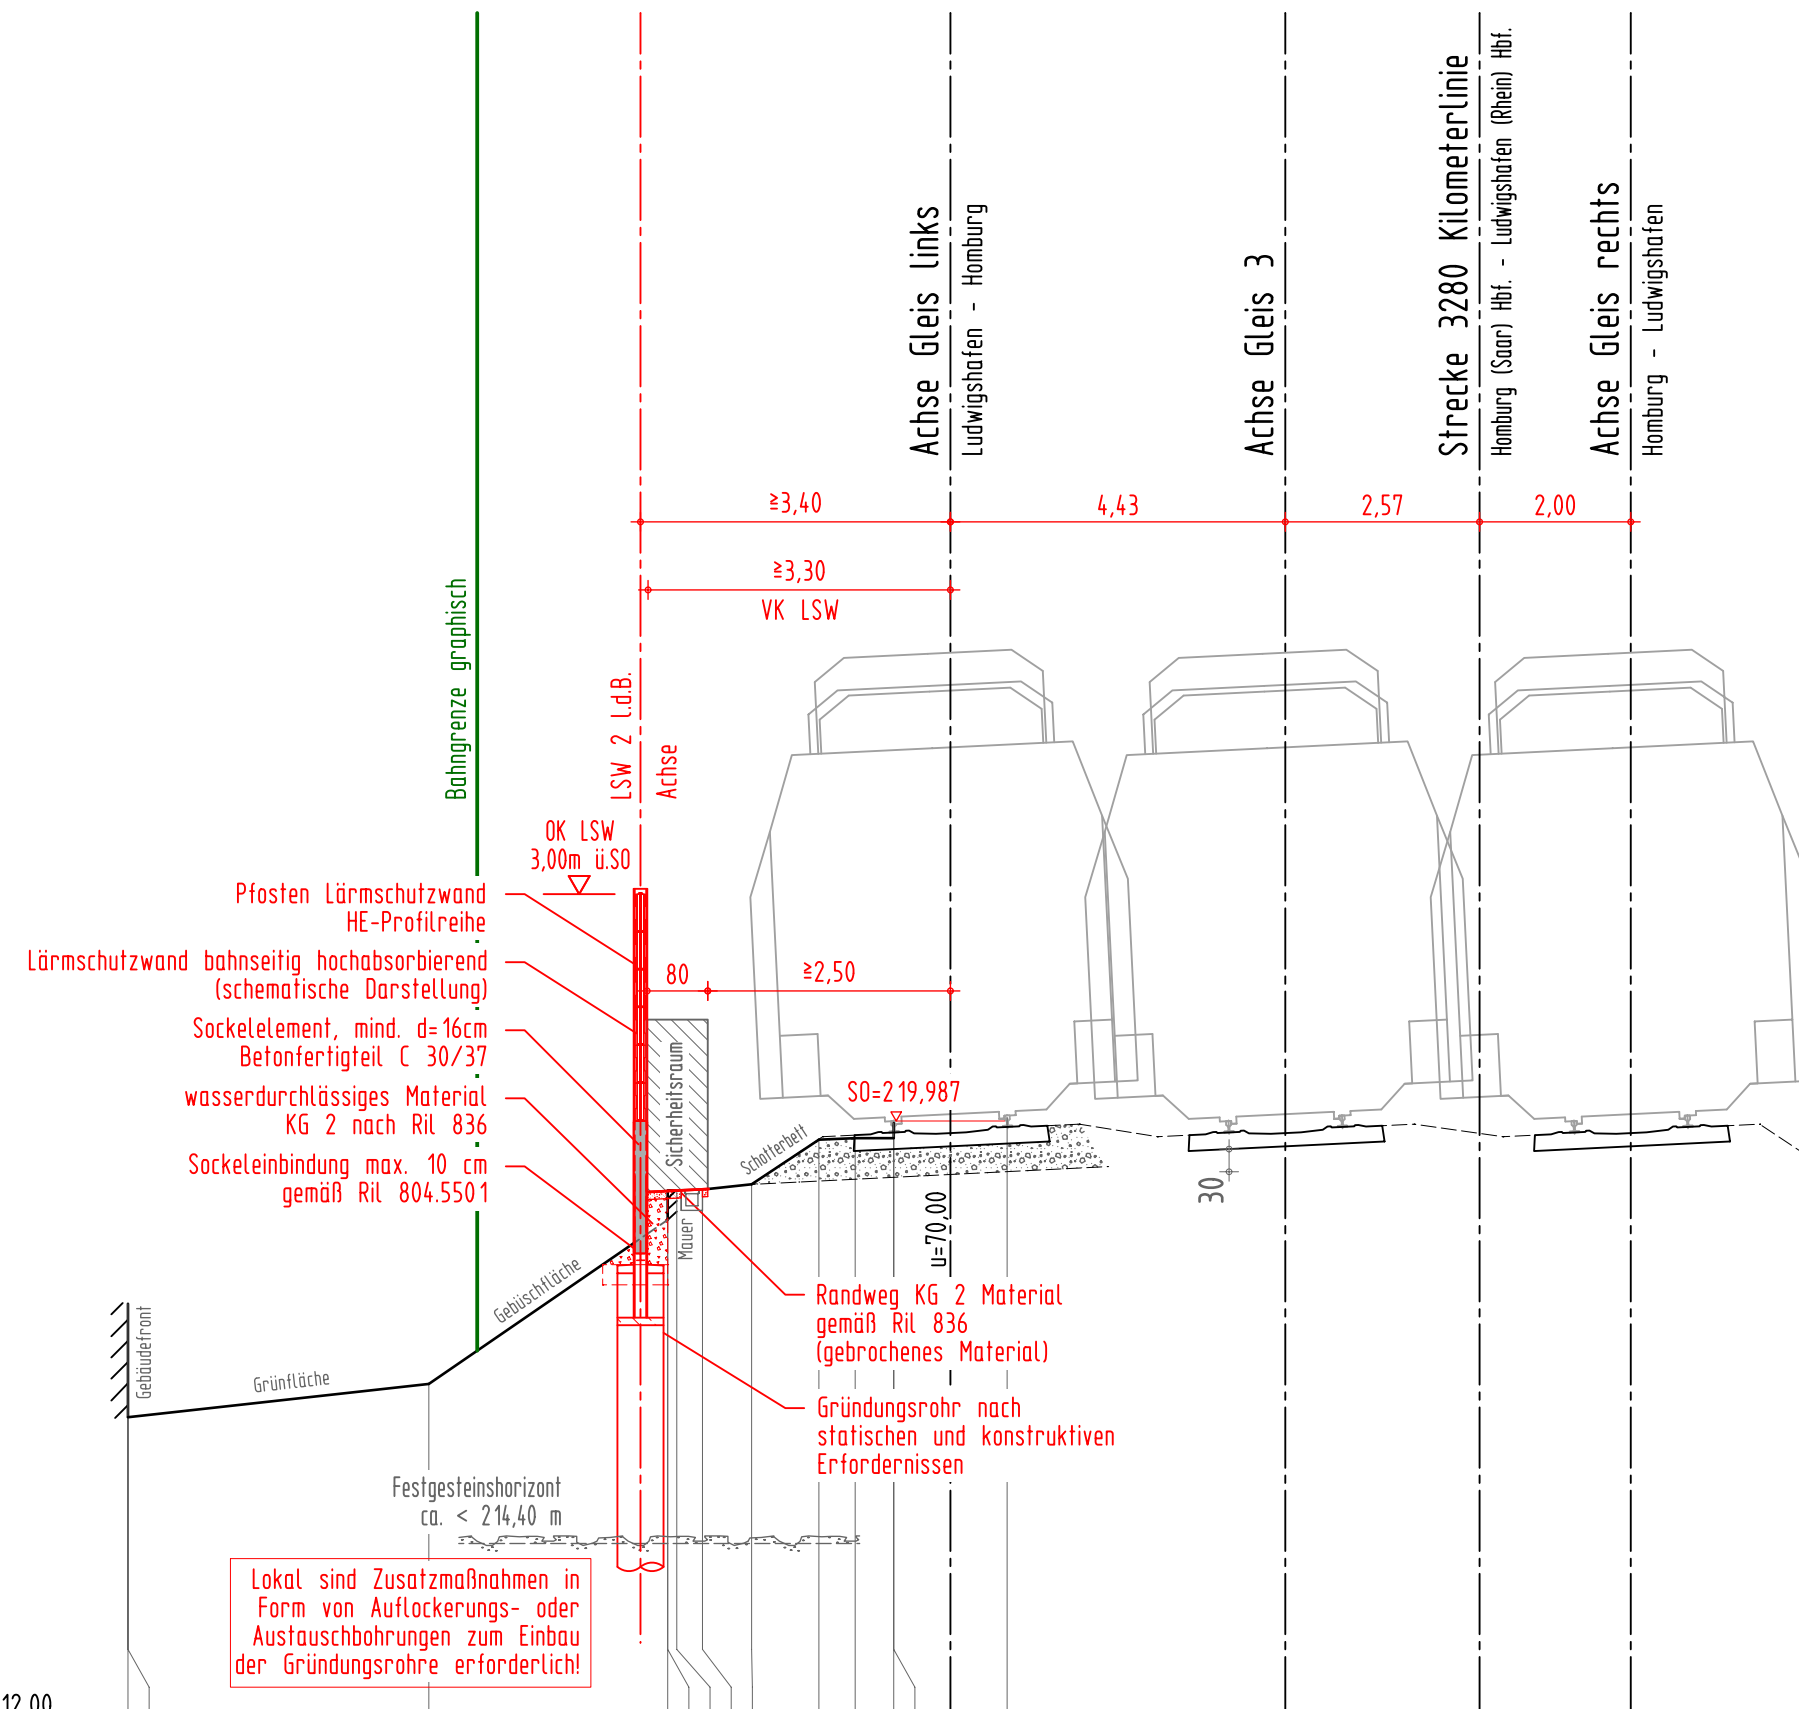 Achse Gleis links
Ludwigshafen - Homburg
Achse Gleis 3
Strecke 3280 Kilometerlinie
Homburg (Saar) Hbf. - Ludwigshafen (Rhein) Hbf.
Achse Gleis rechts
Homburg - Ludwigshafen
≥3,40
4,43
2,57
2,00
≥3,30
VK LSW
Bahngrenze graphisch
LSW 2 l.d.B.
Achse
OK LSW
3,00m ü.SO
Pfosten Lärmschutzwand
HE-Profilreihe
Lärmschutzwand bahnseitig hochabsorbierend
(schematische Darstellung)
80
≥2,50
Sockelelement, mind. d=16cm
Betonfertigteil C 30/37
wasserdurchlässiges Material
KG 2 nach Ril 836
Sockeleinbindung max. 10 cm
gemäß Ril 804.5501
Sicherheitsraum
SO=219,987
Schotterbett
Mauer
u=70,00
30
Gebüschfläche
Gebäudefront
Grünfläche
Randweg KG 2 Material
gemäß Ril 836
(gebrochenes Material)
Gründungsrohr nach
statischen und konstruktiven
Erfordernissen
Festgesteinshorizont
ca. < 214,40 m
Lokal sind Zusatzmaßnahmen in
Form von Auflockerungs- oder
Austauschbohrungen zum Einbau
der Gründungsrohre erforderlich!
12,00